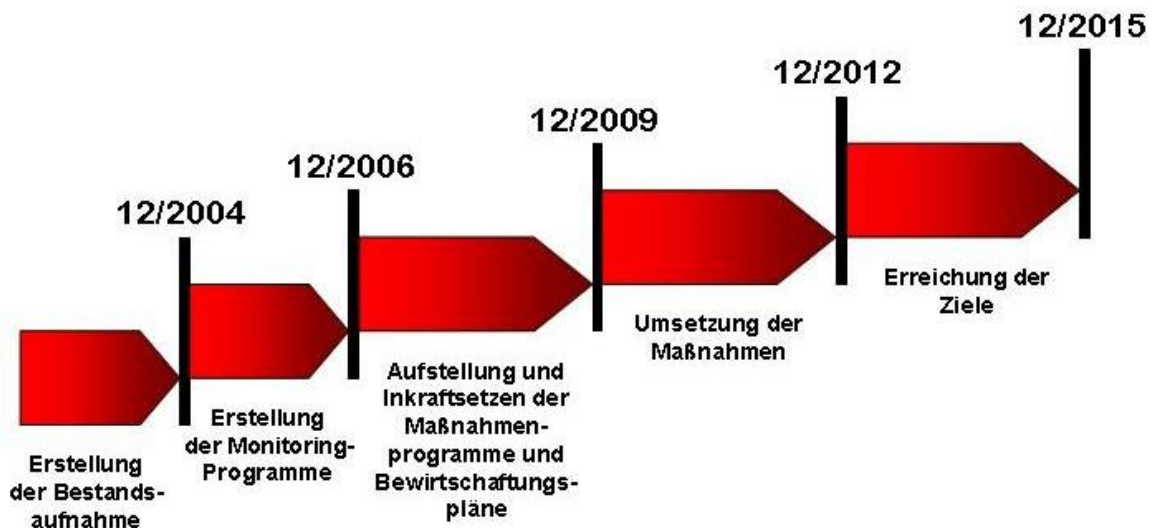 12/2004
12/2006
12/2009
12/2012
12/2015
Erstellung
der Bestands-
aufnahme
Erstellung
der Monitoring-
Programme
Aufstellung und
Inkraftsetzen der
Maßnahmen-
programme und
Bewirtschaftungs-
pläne
Umsetzung der
Maßnahmen
Erreichung der
Ziele